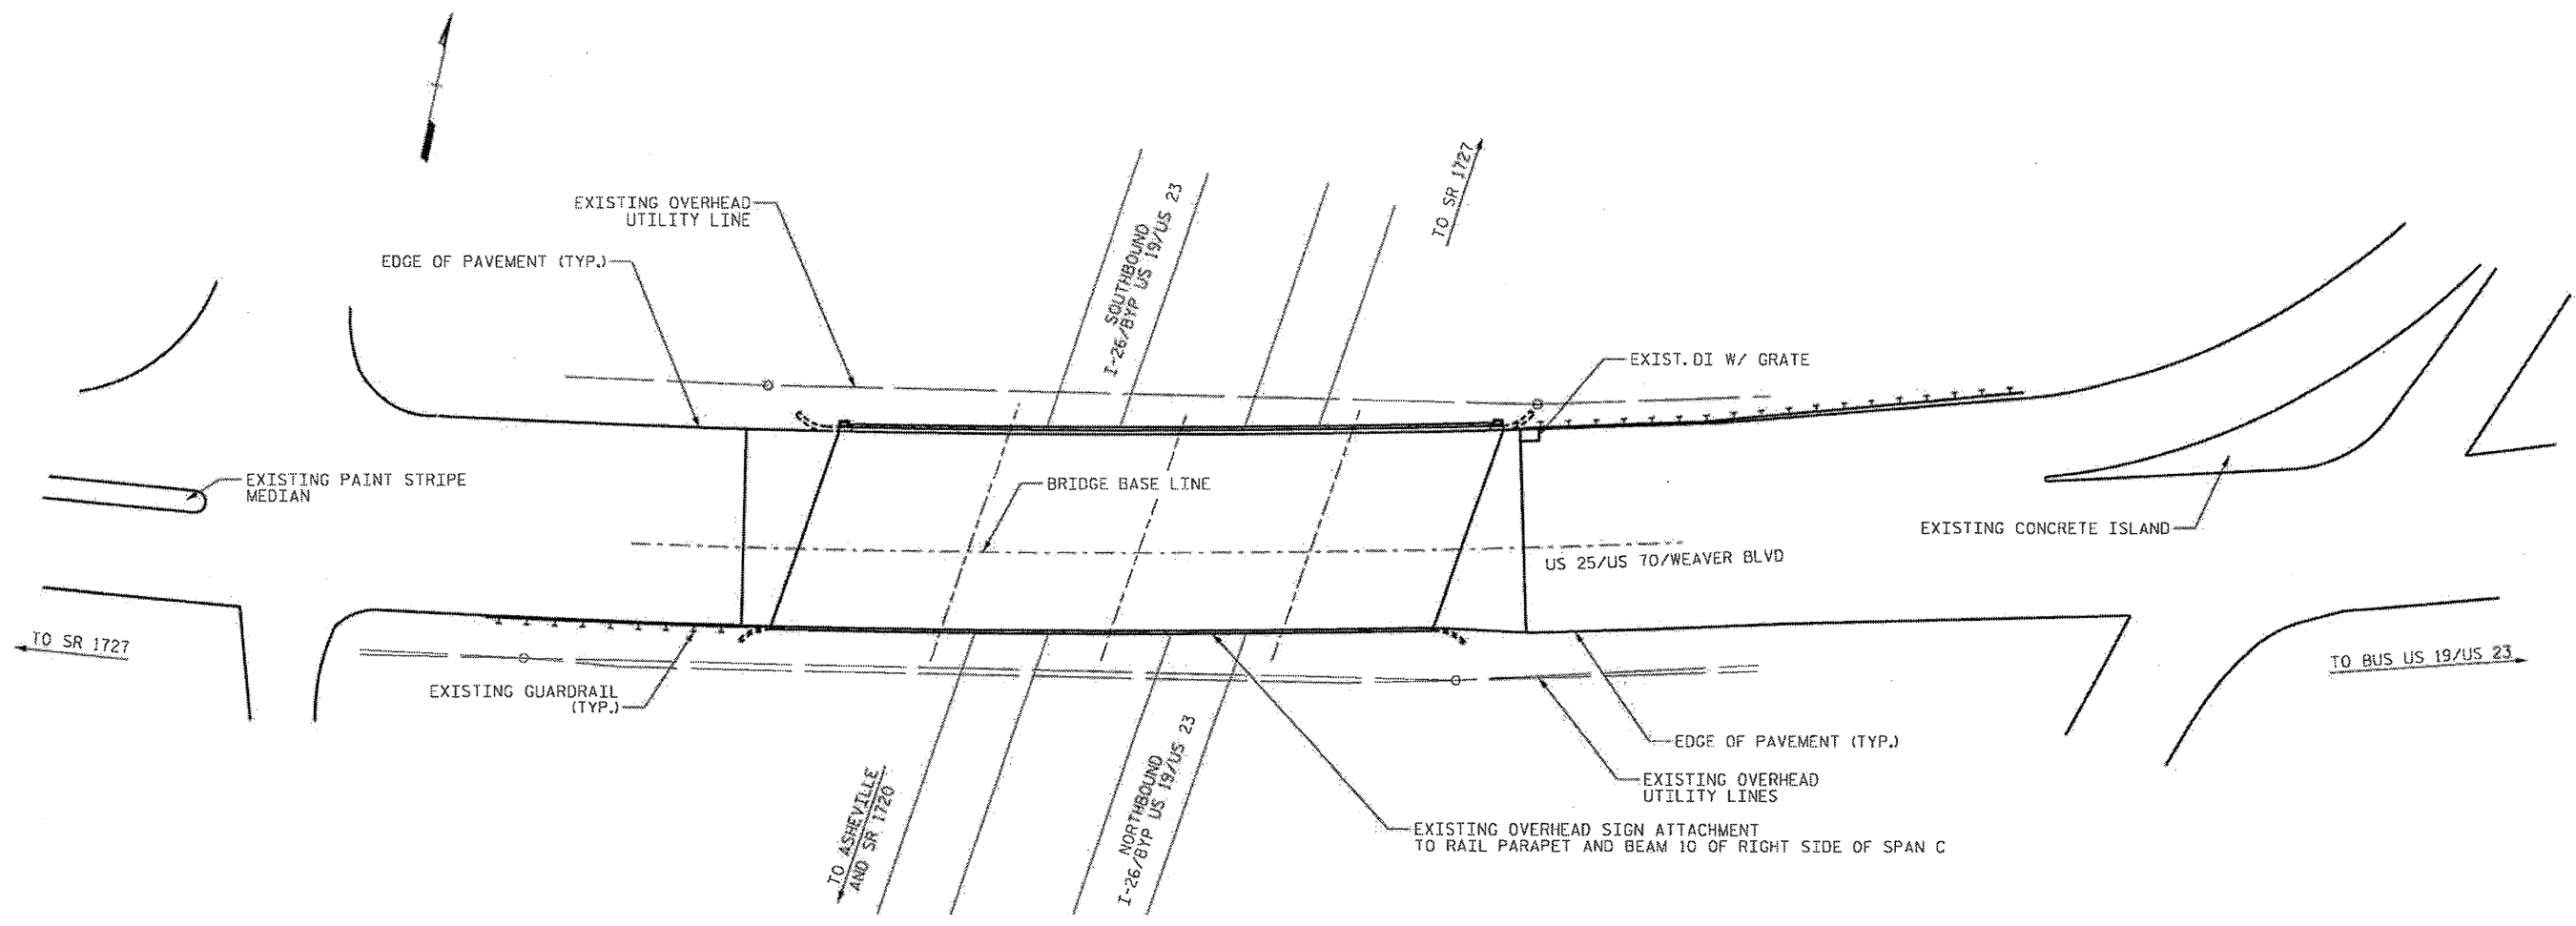 EXISTING OVERHEAD
UTILITY LINE
EDGE OF PAVEMENT (TYP.)
SOUTHBOUND
I-26/BYP US 19/US 23
TO SR 1727
EXIST. DI W/ GRATE
EXISTING PAINT STRIPE
MEDIAN
BRIDGE BASE LINE
EXISTING CONCRETE ISLAND
US 25/US 70/WEAVER BLVD
TO SR 1727
TO BUS US 19/US 23
EXISTING GUARDRAIL
(TYP.)
EDGE OF PAVEMENT (TYP.)
EXISTING OVERHEAD
UTILITY LINES
TO ASHEVILLE
AND SR 1720
NORTHBOUND
I-26/BYP US 19/US 23
EXISTING OVERHEAD SIGN ATTACHMENT
TO RAIL PARAPET AND BEAM 10 OF RIGHT SIDE OF SPAN C